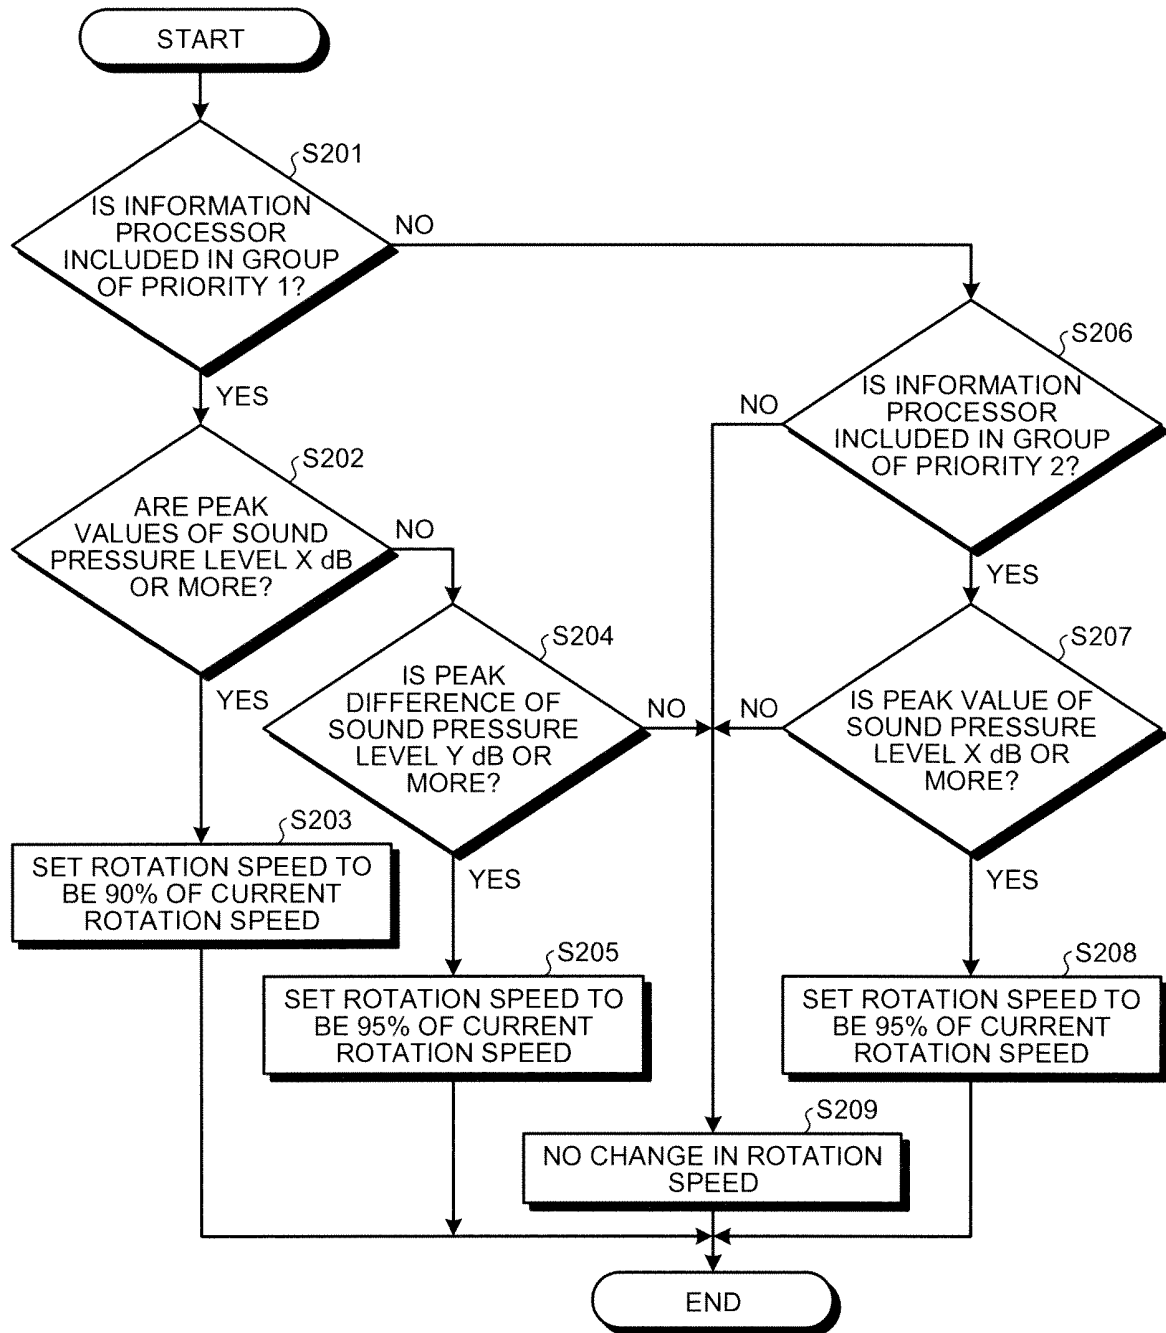 START
S201
IS INFORMATION
PROCESSOR
INCLUDED IN GROUP
OF PRIORITY 1?
NO
YES
S206
IS INFORMATION
PROCESSOR
INCLUDED IN GROUP
OF PRIORITY 2?
NO
YES
S202
ARE PEAK
VALUES OF SOUND
PRESSURE LEVEL X dB
OR MORE?
NO
YES
S204
IS PEAK
DIFFERENCE OF
SOUND PRESSURE
LEVEL Y dB OR
MORE?
NO
YES
S207
IS PEAK VALUE OF
SOUND PRESSURE
LEVEL X dB OR
MORE?
NO
YES
S203
SET ROTATION SPEED TO
BE 90% OF CURRENT
ROTATION SPEED
S205
SET ROTATION SPEED TO
BE 95% OF CURRENT
ROTATION SPEED
S208
SET ROTATION SPEED TO
BE 95% OF CURRENT
ROTATION SPEED
S209
NO CHANGE IN ROTATION
SPEED
END